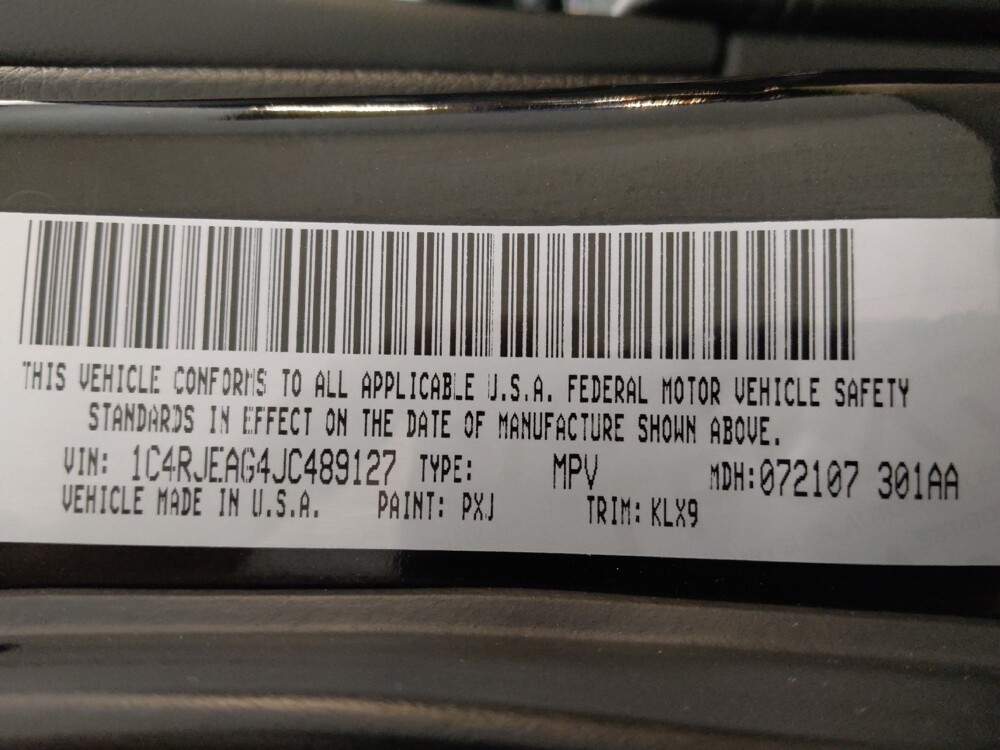 THIS VEHICLE CONFORMS TO ALL APPLICABLE U.S.A. FEDERAL MOTOR VEHICLE SAFETY
STANDARDS IN EFFECT ON THE DATE OF MANUFACTURE SHOWN ABOVE.
VIN: 1C4RJEAG4JC489127 TYPE: MPV MDH:072107 301AA
VEHICLE MADE IN U.S.A. PAINT: PXJ TRIM: KLX9